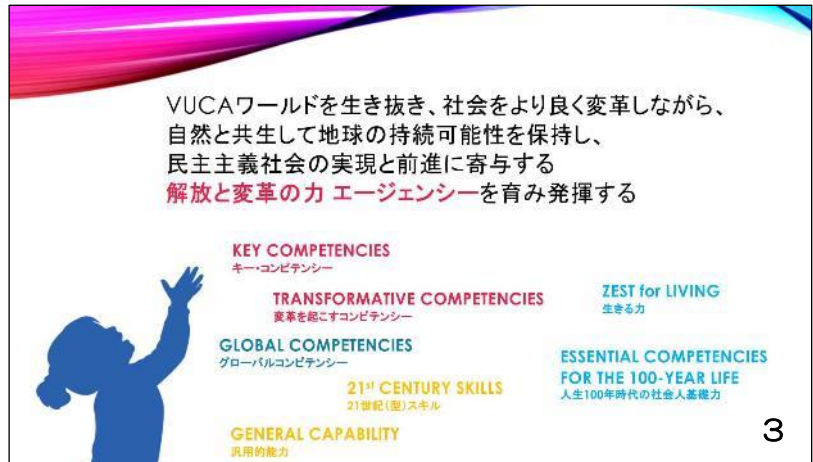 VUCAワールドを生き抜き、社会をより良く変革しながら、
自然と共生して地球の持続可能性を保持し、
民主主義社会の実現と前進に寄与する
解放と変革の力 エージェンシーを育み発揮する
KEY COMPETENCIES
キー・コンピテンシー
TRANSFORMATIVE COMPETENCIES
変革を起こすコンピテンシー
ZEST for LIVING
生きる力
GLOBAL COMPETENCIES
グローバルコンピテンシー
ESSENTIAL COMPETENCIES
FOR THE 100-YEAR LIFE
人生100年時代の社会人基礎力
21st CENTURY SKILLS
21世紀(型)スキル
GENERAL CAPABILITY
汎用的能力
3